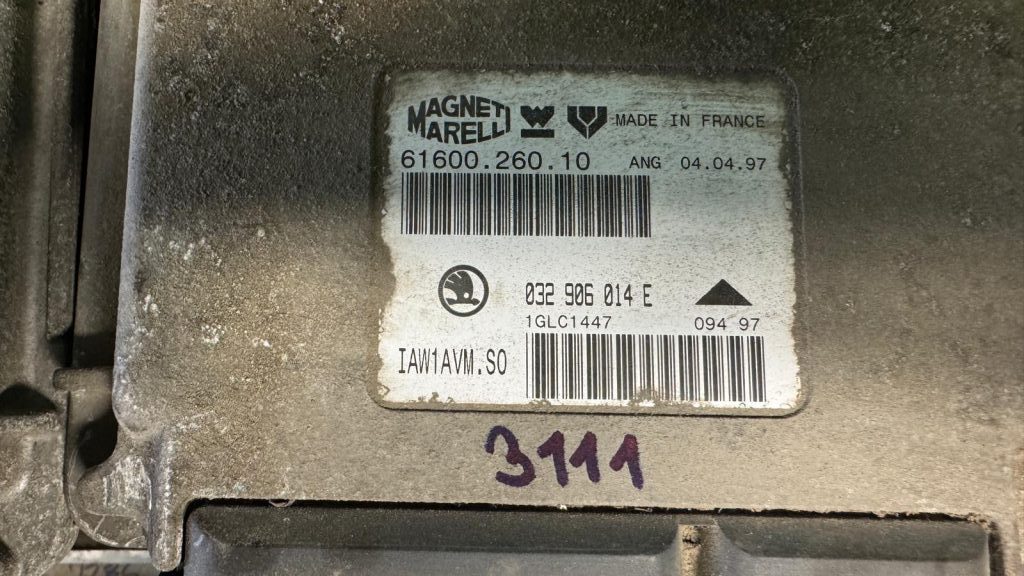 MAGNETI MARELLI MADE IN FRANCE
61600.260.10 ANG 04.04.97
032 906 014 E
1GLC1447 094 97
IAW1AVM.S0
3111